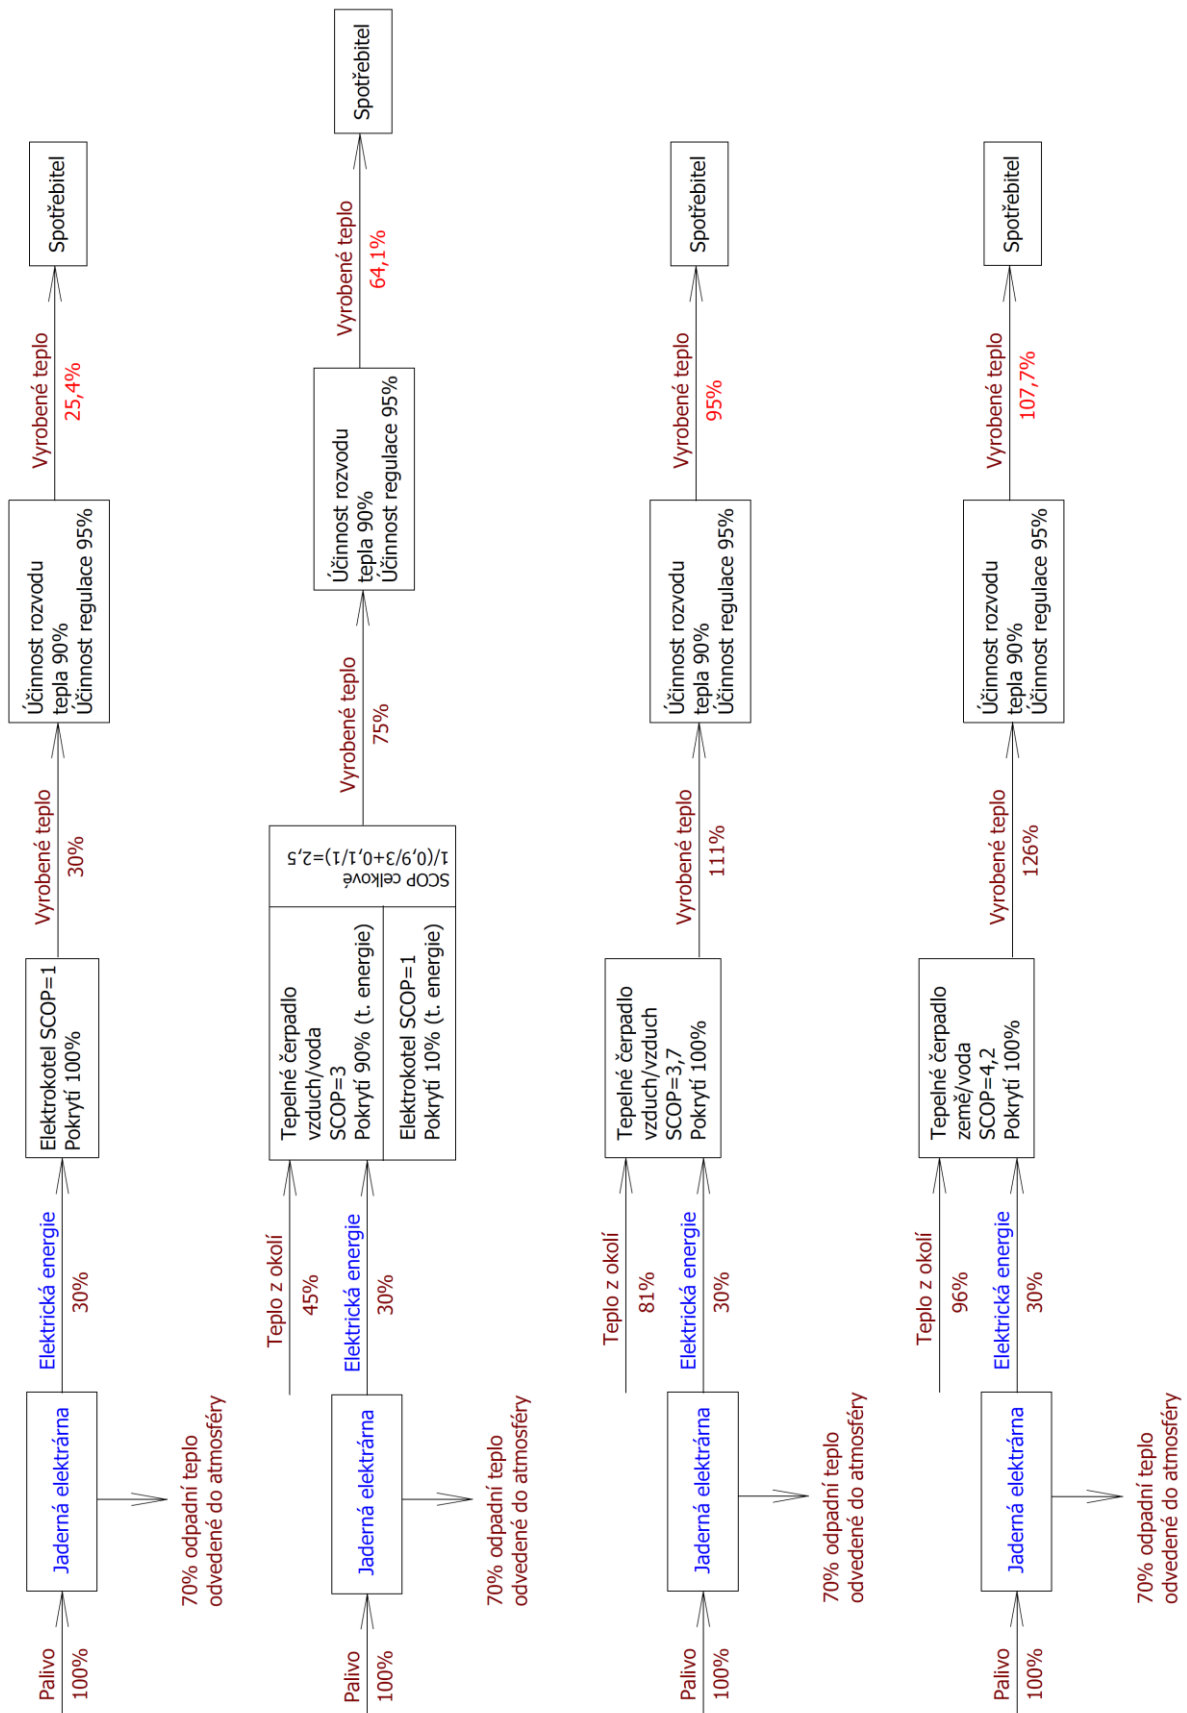 Palivo
100%
Jaderná elektrárna
70% odpadní teplo
odvedené do atmosféry
Elektrická energie
30%
Elektrokotel SCOP=1
Pokrytí 100%
Vyrobené teplo
30%
Účinnost rozvodu
tepla 90%
Účinnost regulace 95%
Vyrobené teplo
25,4%
Spotřebitel
Palivo
100%
Jaderná elektrárna
70% odpadní teplo
odvedené do atmosféry
Teplo z okolí
45%
Elektrická energie
30%
Tepelné čerpadlo
vzduch/voda
SCOP=3
Pokrytí 90% (t. energie)
Elektrokotel SCOP=1
Pokrytí 10% (t. energie)
SCOP celkové
1/(0,9/3+0,1/1)=2,5
Vyrobené teplo
75%
Účinnost rozvodu
tepla 90%
Účinnost regulace 95%
Vyrobené teplo
64,1%
Spotřebitel
Palivo
100%
Jaderná elektrárna
70% odpadní teplo
odvedené do atmosféry
Teplo z okolí
81%
Elektrická energie
30%
Tepelné čerpadlo
vzduch/vzduch
SCOP=3,7
Pokrytí 100%
Vyrobené teplo
111%
Účinnost rozvodu
tepla 90%
Účinnost regulace 95%
Vyrobené teplo
95%
Spotřebitel
Palivo
100%
Jaderná elektrárna
70% odpadní teplo
odvedené do atmosféry
Teplo z okolí
96%
Elektrická energie
30%
Tepelné čerpadlo
země/voda
SCOP=4,2
Pokrytí 100%
Vyrobené teplo
126%
Účinnost rozvodu
tepla 90%
Účinnost regulace 95%
Vyrobené teplo
107,7%
Spotřebitel